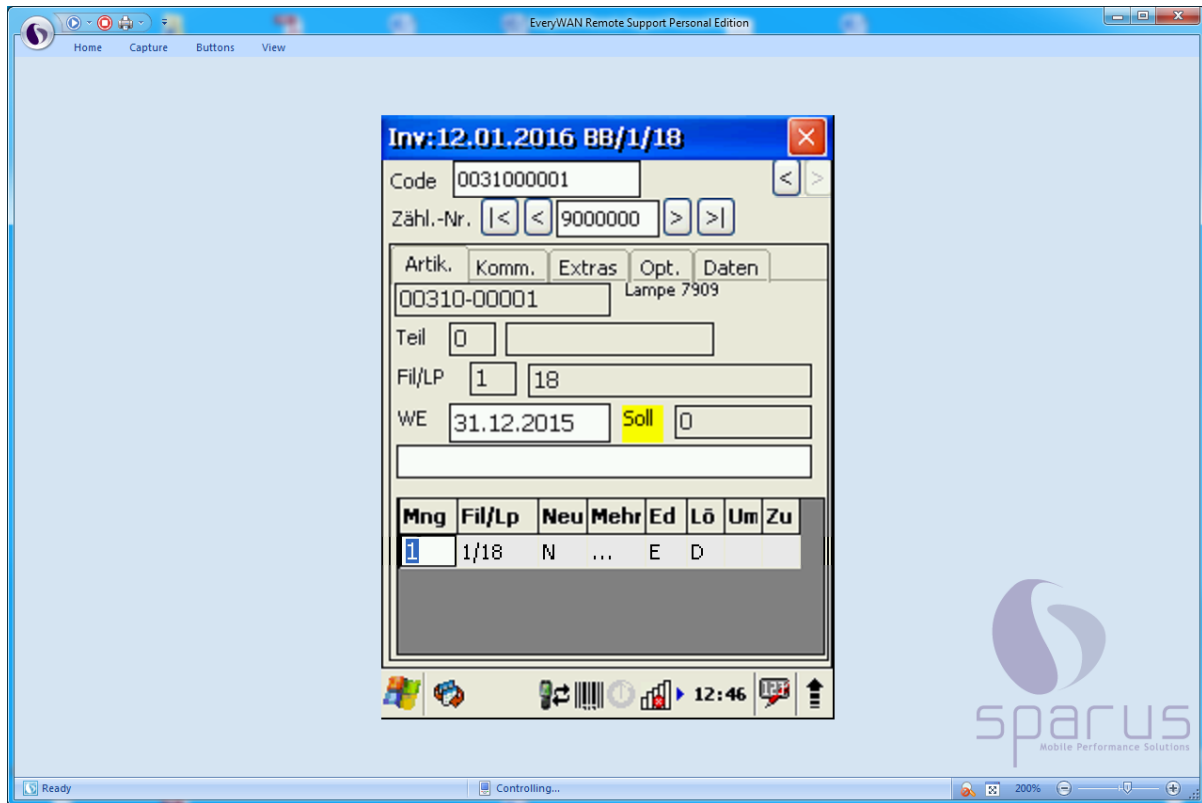 EveryWAN Remote Support Personal Edition
Home Capture Buttons View
Inv:12.01.2016 BB/1/18
Code 0031000001 < >
Zähl.-Nr. |< < 9000000 > >|
Artik. Komm. Extras Opt. Daten
00310-00001 Lampe 7909
Teil 0
Fil/LP 1 18
WE 31.12.2015 Soll 0
Mng Fil/Lp Neu Mehr Ed Lö Um Zu
1 1/18 N ... E D
12:46 123
sparus
Mobile Performance Solutions
Ready Controlling... 200%